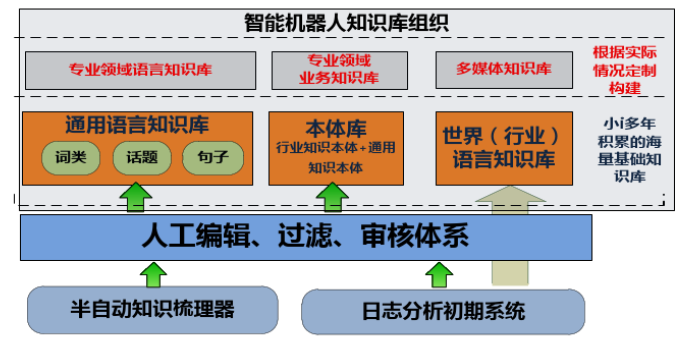 智能机器人知识库组织
专业领域语言知识库
专业领域
业务知识库
多媒体知识库
根据实际
情况定制
构建
通用语言知识库
词类
话题
句子
本体库
行业知识本体+通用
知识本体
世界（行业）
语言知识库
小i多年
积累的海
量基础知
识库
人工编辑、过滤、审核体系
半自动知识梳理器
日志分析初期系统